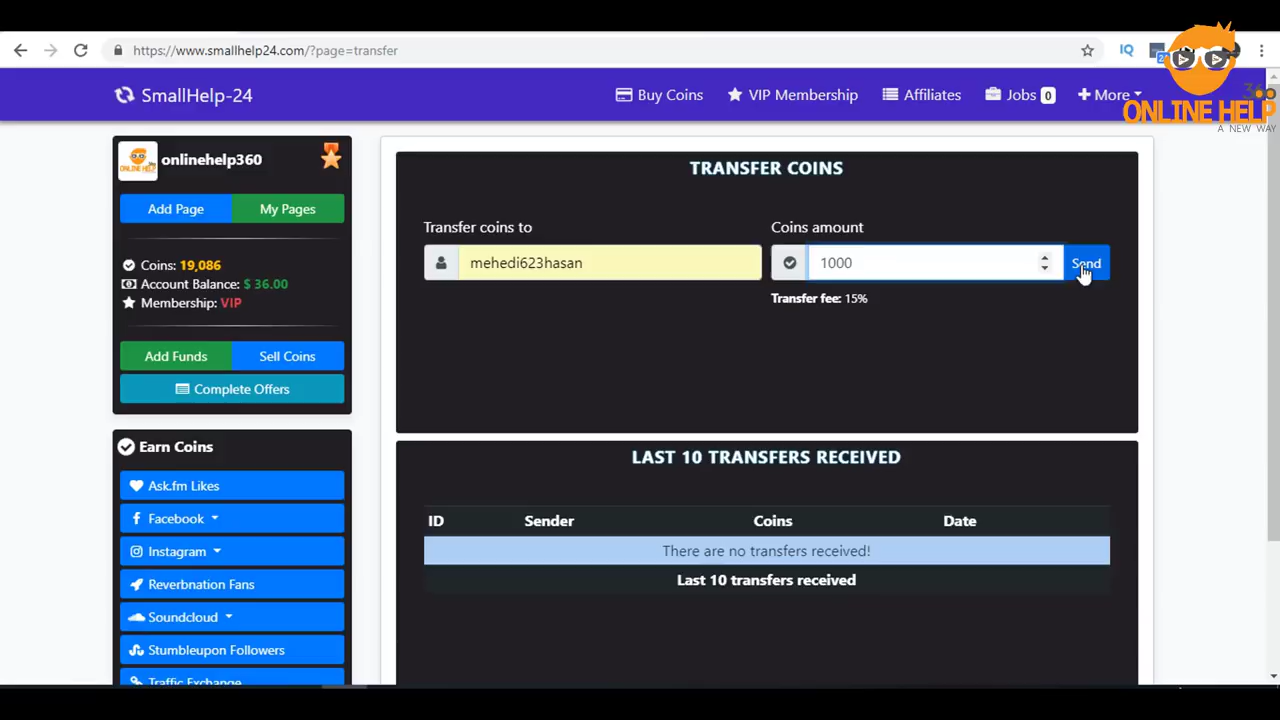 https://www.smallhelp24.com/?page=transfer
IQ
360
ONLINE HELP
A NEW WAY
SmallHelp-24
Buy Coins
VIP Membership
Affiliates
Jobs 0
More
onlinehelp360
Add Page
My Pages
Coins: 19,086
Account Balance: $ 36.00
Membership: VIP
Add Funds
Sell Coins
Complete Offers
Earn Coins
Ask.fm Likes
Facebook
Instagram
Reverbnation Fans
Soundcloud
Stumbleupon Followers
Traffic Exchange
TRANSFER COINS
Transfer coins to
Coins amount
mehedi623hasan
1000
Send
Transfer fee: 15%
LAST 10 TRANSFERS RECEIVED
ID Sender Coins Date
There are no transfers received!
Last 10 transfers received